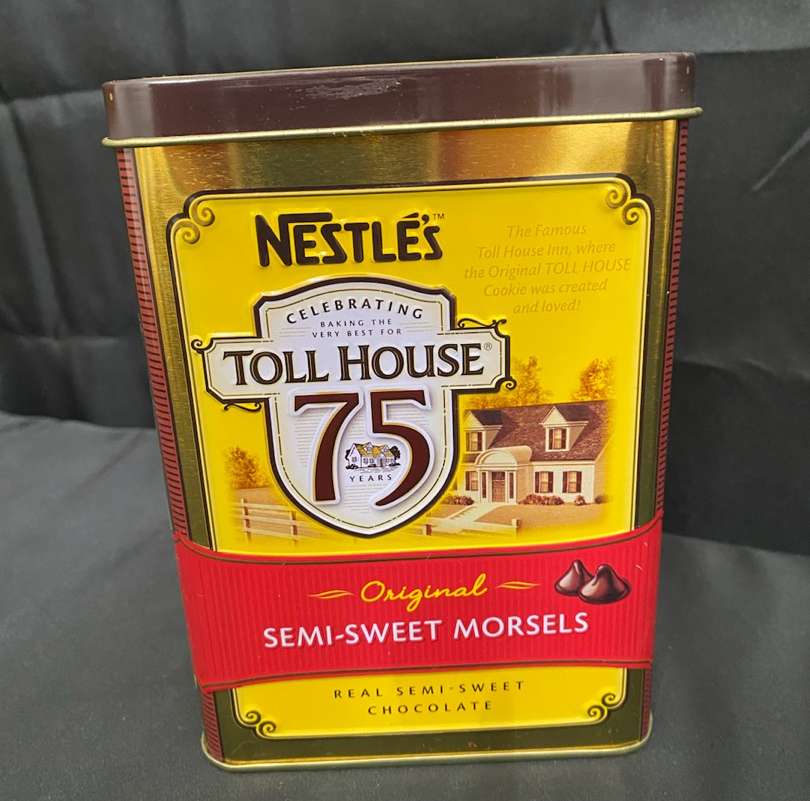 NESTLÉ'S™
The Famous
Toll House Inn, where
the Original TOLL HOUSE
Cookie was created
and loved!
CELEBRATING
BAKING THE
VERY BEST FOR
TOLL HOUSE®
75
YEARS
Original
SEMI-SWEET MORSELS
REAL SEMI-SWEET
CHOCOLATE